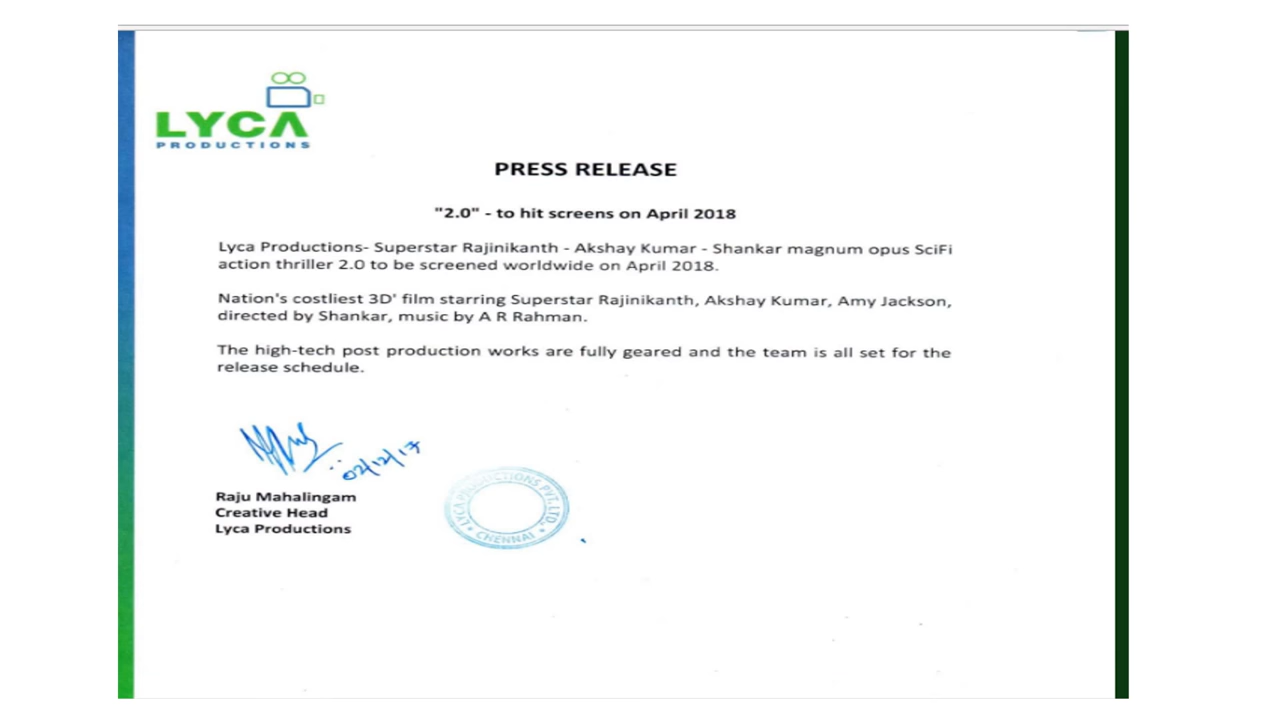 LYCA
PRODUCTIONS
PRESS RELEASE
"2.0" - to hit screens on April 2018
Lyca Productions- Superstar Rajinikanth - Akshay Kumar - Shankar magnum opus SciFi
action thriller 2.0 to be screened worldwide on April 2018.
Nation's costliest 3D' film starring Superstar Rajinikanth, Akshay Kumar, Amy Jackson,
directed by Shankar, music by A R Rahman.
The high-tech post production works are fully geared and the team is all set for the
release schedule.
02/12/17
Raju Mahalingam
Creative Head
Lyca Productions
LYCA PRODUCTIONS PVT. LTD.,
* CHENNAI *